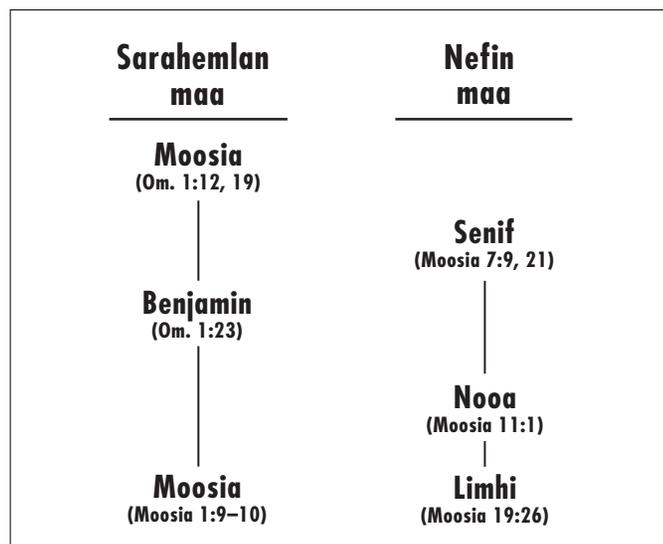 Sarahemlan
maa
Moosia
(Om. 1:12, 19)
Benjamin
(Om. 1:23)
Moosia
(Moosia 1:9–10)
Nefin
maa
Senif
(Moosia 7:9, 21)
Nooa
(Moosia 11:1)
Limhi
(Moosia 19:26)